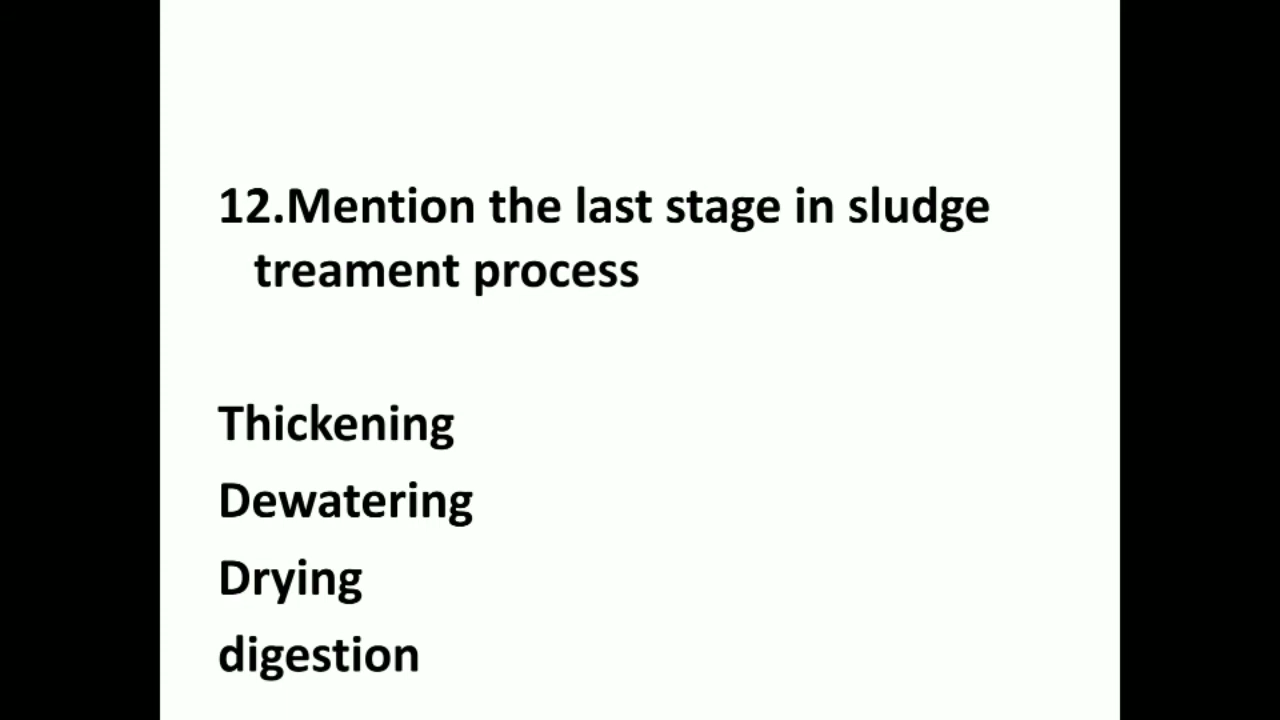 12.Mention the last stage in sludge
treament process
Thickening
Dewatering
Drying
digestion